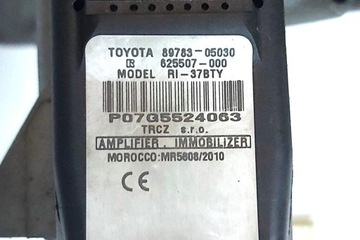 TOYOTA 89783-05030
625507-000
MODEL RI-37BTY
P07G5524063
TRCZ s.r.o.
AMPLIFIER, IMMOBILIZER
MOROCCO:MR5608/2010
CE